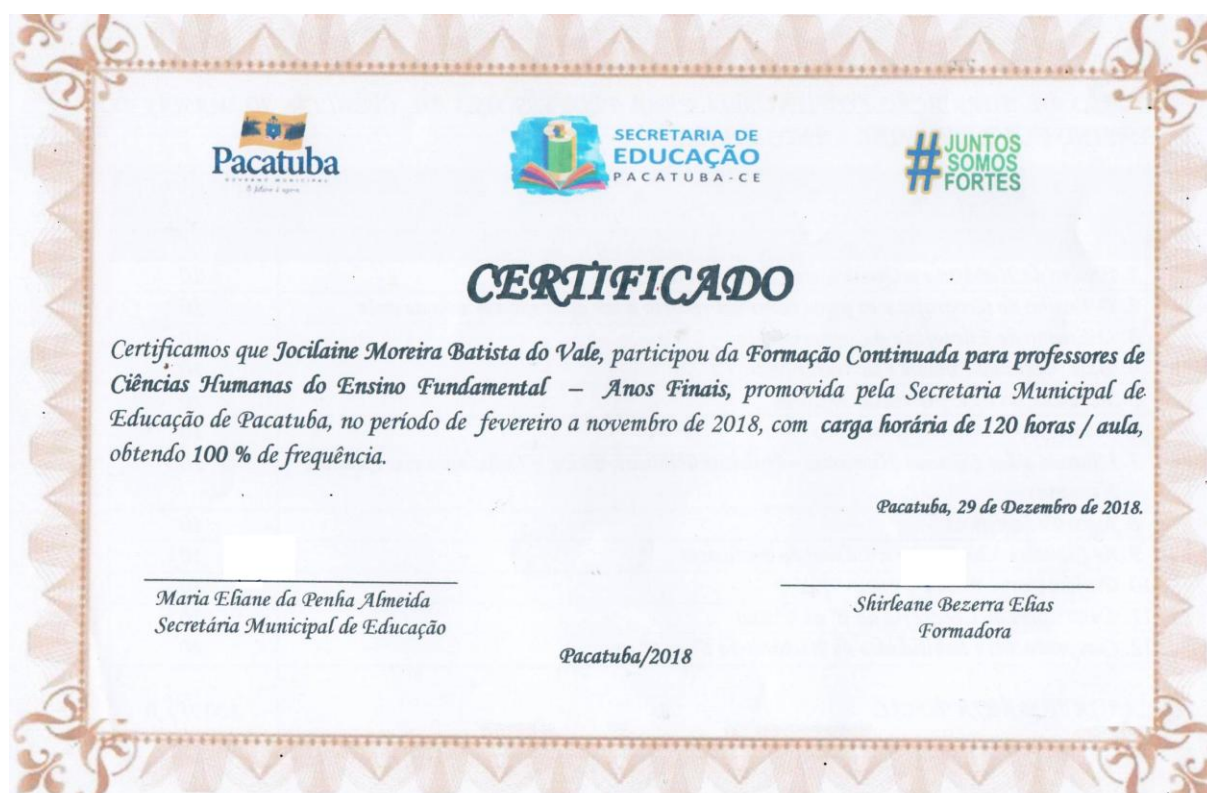 Pacatuba
GOVERNO MUNICIPAL
O futuro é agora
SECRETARIA DE
EDUCAÇÃO
PACATUBA-CE
#JUNTOS
SOMOS
FORTES
CERTIFICADO
Certificamos que Jocilaine Moreira Batista do Vale, participou da Formação Continuada para professores de
Ciências Humanas do Ensino Fundamental – Anos Finais, promovida pela Secretaria Municipal de
Educação de Pacatuba, no período de fevereiro a novembro de 2018, com carga horária de 120 horas / aula,
obtendo 100 % de frequência.
Pacatuba, 29 de Dezembro de 2018.
Maria Eliane da Penha Almeida
Secretária Municipal de Educação
Shirleane Bezerra Elias
Formadora
Pacatuba/2018